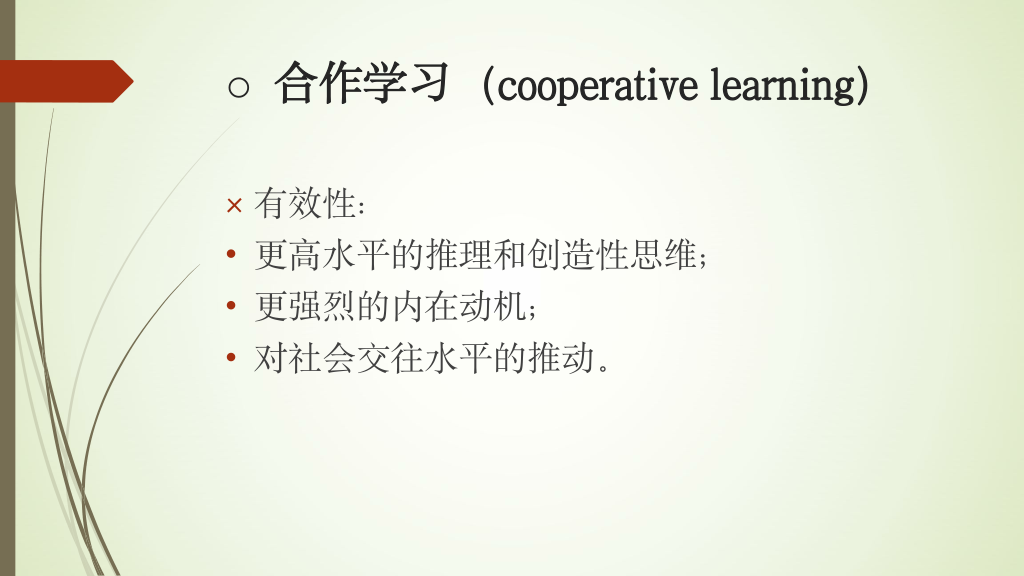 ○ 合作学习（cooperative learning）
× 有效性：
• 更高水平的推理和创造性思维；
• 更强烈的内在动机；
• 对社会交往水平的推动。